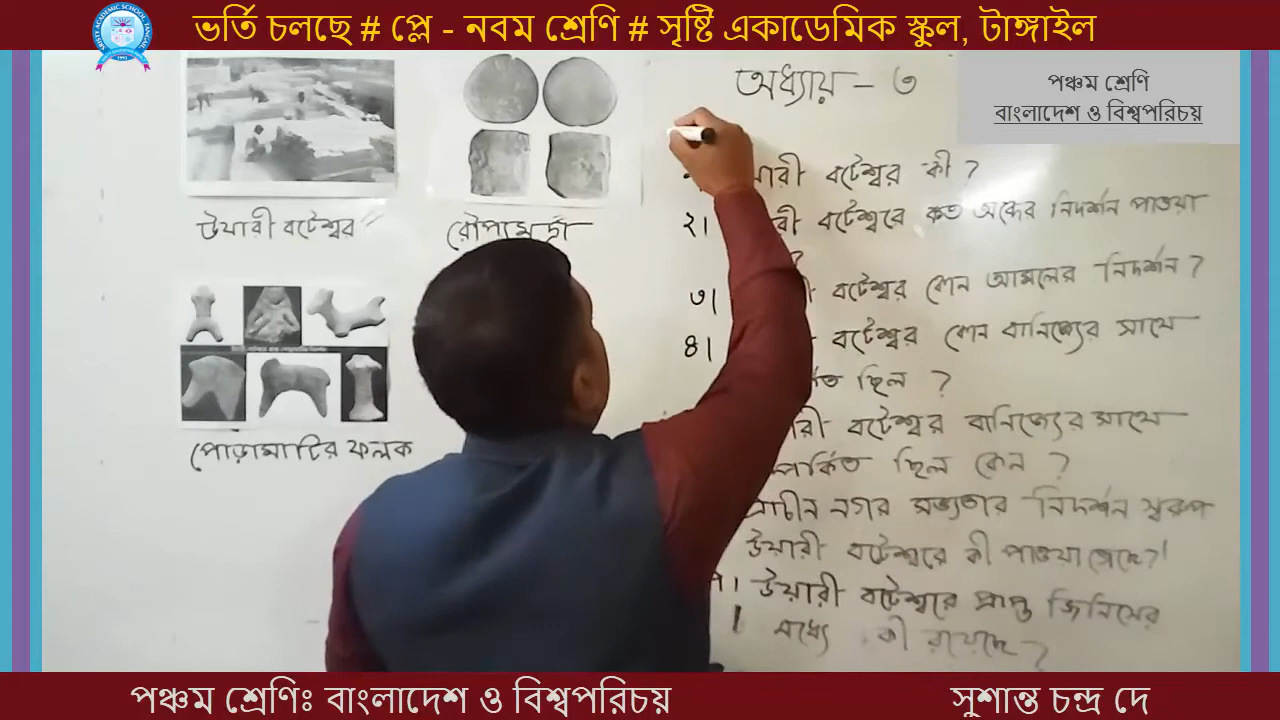 ভর্তি চলছে # প্লে - নবম শ্রেণি # সৃষ্টি একাডেমিক স্কুল, টাঙ্গাইল
পঞ্চম শ্রেণি
বাংলাদেশ ও বিশ্বপরিচয়
অধ্যায় – ৩
উয়ারী বটেশ্বর
রৌপ্যমুদ্রা
পোড়ামাটির ফলক
বটেশ্বর কী ?
২। বটেশ্বরে কত অব্দের নিদর্শন পাওয়া
৩। বটেশ্বর কোন আমলের নিদর্শন ?
৪। বটেশ্বর কোন বানিজ্যের সাথে
ছিল ?
বটেশ্বর বানিজ্যের সাথে
ছিল কেন ?
প্রাচীন নগর সভ্যতার নিদর্শন স্বরূপ
উয়ারী বটেশ্বরে কী পাওয়া গেছে?
উয়ারী বটেশ্বরে প্রাপ্ত জিনিসের
মধ্যে কী রয়েছে ?
পঞ্চম শ্রেণিঃ বাংলাদেশ ও বিশ্বপরিচয়
সুশান্ত চন্দ্র দে